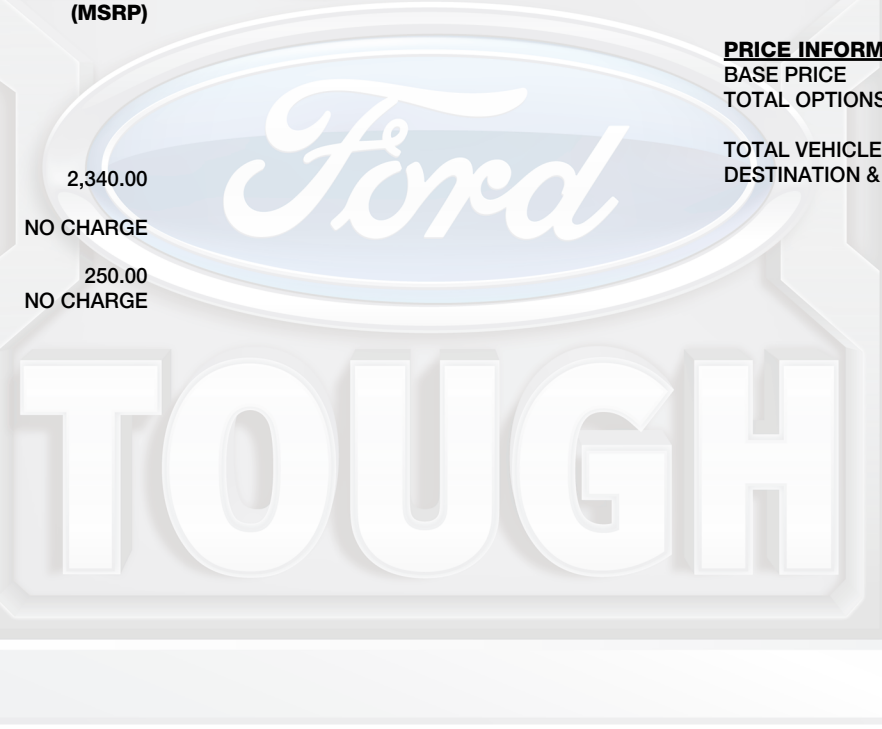 (MSRP)
2,340.00
NO CHARGE
250.00
NO CHARGE
PRICE INFORM
BASE PRICE
TOTAL OPTIONS
TOTAL VEHICLE
DESTINATION &
Ford
TOUGH